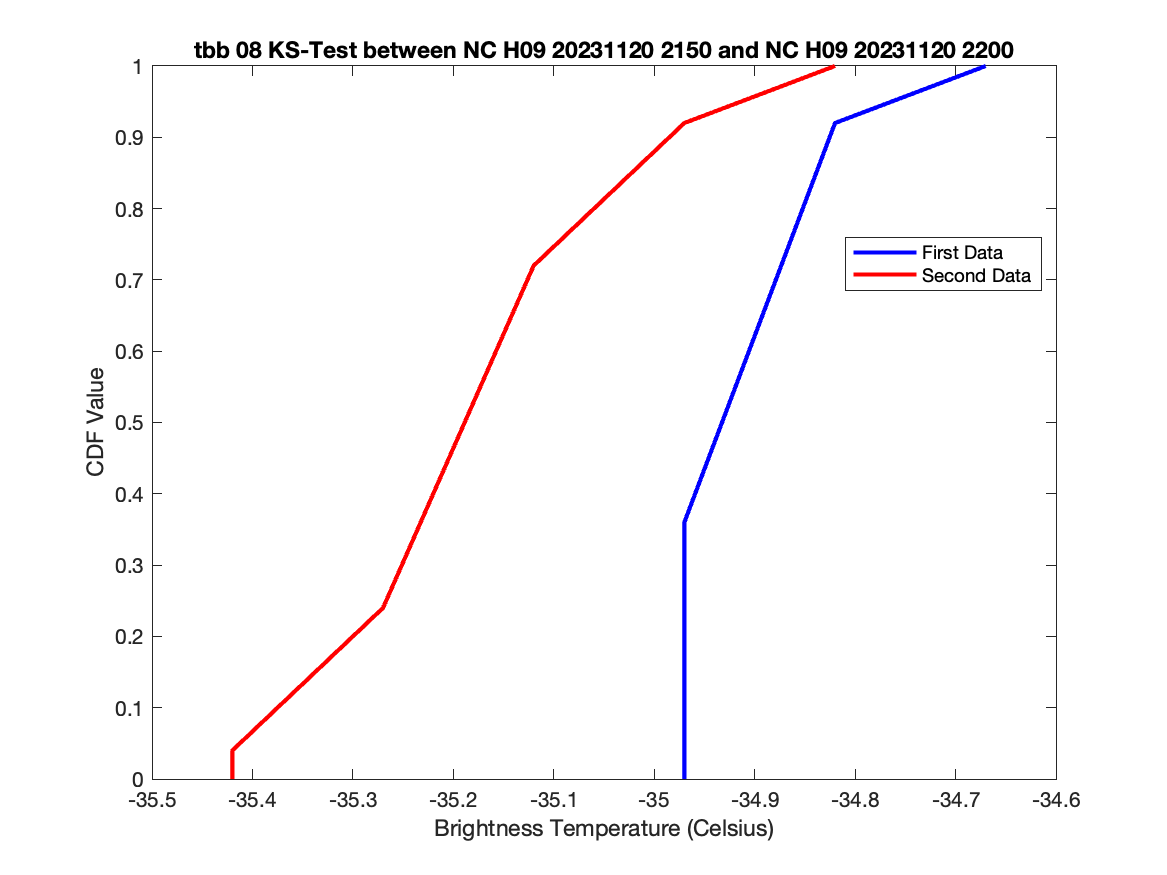 tbb 08 KS-Test between NC H09 20231120 2150 and NC H09 20231120 2200
1
0.9
0.8
0.7
0.6
0.5
0.4
0.3
0.2
0.1
0
CDF Value
First Data
Second Data
-35.5 -35.4 -35.3 -35.2 -35.1 -35 -34.9 -34.8 -34.7 -34.6
Brightness Temperature (Celsius)